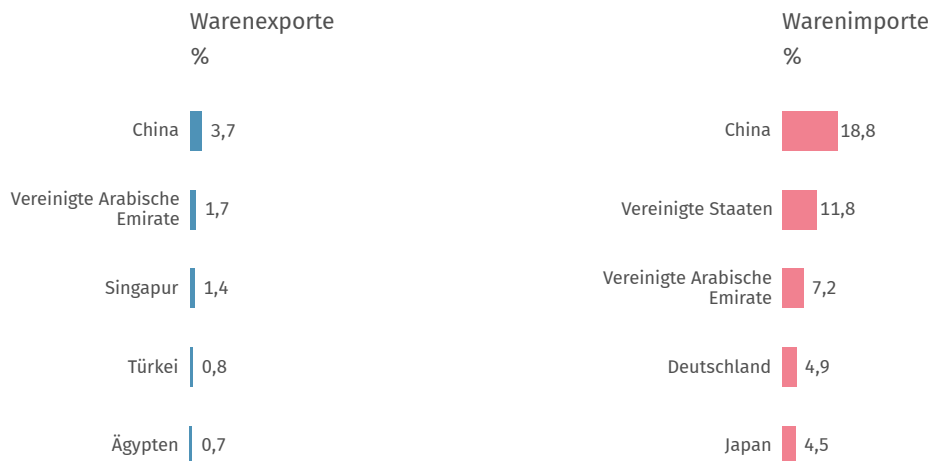 Warenexporte
%
China 3,7
Vereinigte Arabische
Emirate 1,7
Singapur 1,4
Türkei 0,8
Ägypten 0,7
Warenimporte
%
China 18,8
Vereinigte Staaten 11,8
Vereinigte Arabische
Emirate 7,2
Deutschland 4,9
Japan 4,5